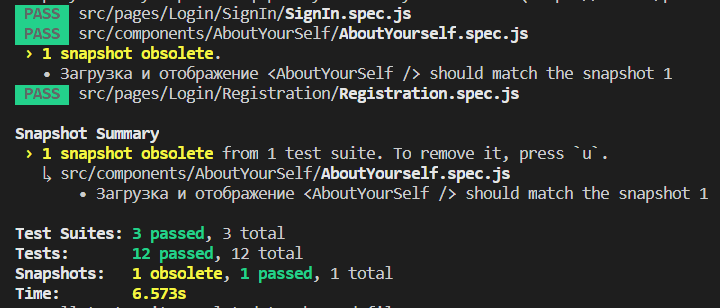 PASS src/pages/Login/SignIn/SignIn.spec.js
PASS src/components/AboutYourSelf/AboutYourself.spec.js
› 1 snapshot obsolete.
• Загрузка и отображение <AboutYourSelf /> should match the snapshot 1
PASS src/pages/Login/Registration/Registration.spec.js
Snapshot Summary
› 1 snapshot obsolete from 1 test suite. To remove it, press `u`.
↳ src/components/AboutYourSelf/AboutYourself.spec.js
• Загрузка и отображение <AboutYourSelf /> should match the snapshot 1
Test Suites: 3 passed, 3 total
Tests: 12 passed, 12 total
Snapshots: 1 obsolete, 1 passed, 1 total
Time: 6.573s